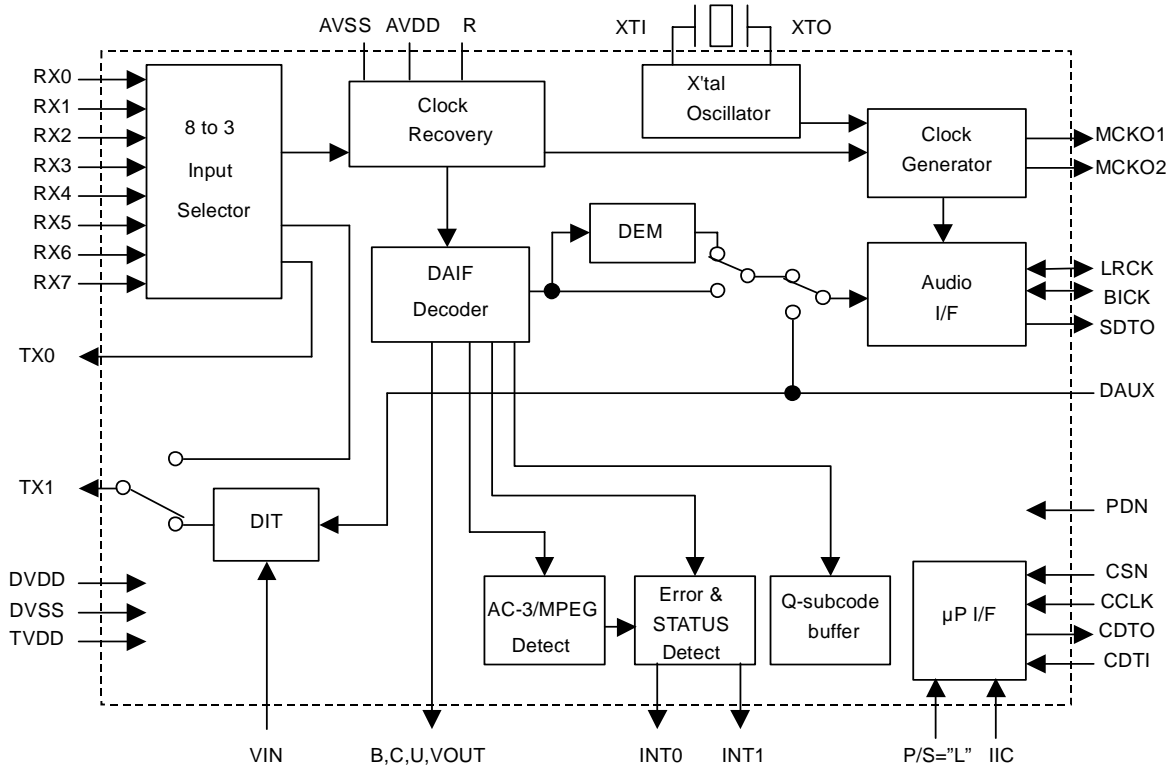 AVSS AVDD R
XTI XTO
RX0
RX1
RX2
RX3
RX4
RX5
RX6
RX7
8 to 3
Input
Selector
Clock
Recovery
X'tal
Oscillator
Clock
Generator
MCKO1
MCKO2
DEM
DAIF
Decoder
Audio
I/F
LRCK
BICK
SDTO
TX0
DAUX
TX1
DIT
PDN
DVDD
DVSS
TVDD
AC-3/MPEG
Detect
Error &
STATUS
Detect
Q-subcode
buffer
µP I/F
CSN
CCLK
CDTO
CDTI
VIN
B,C,U,VOUT
INT0
INT1
P/S=”L”
IIC